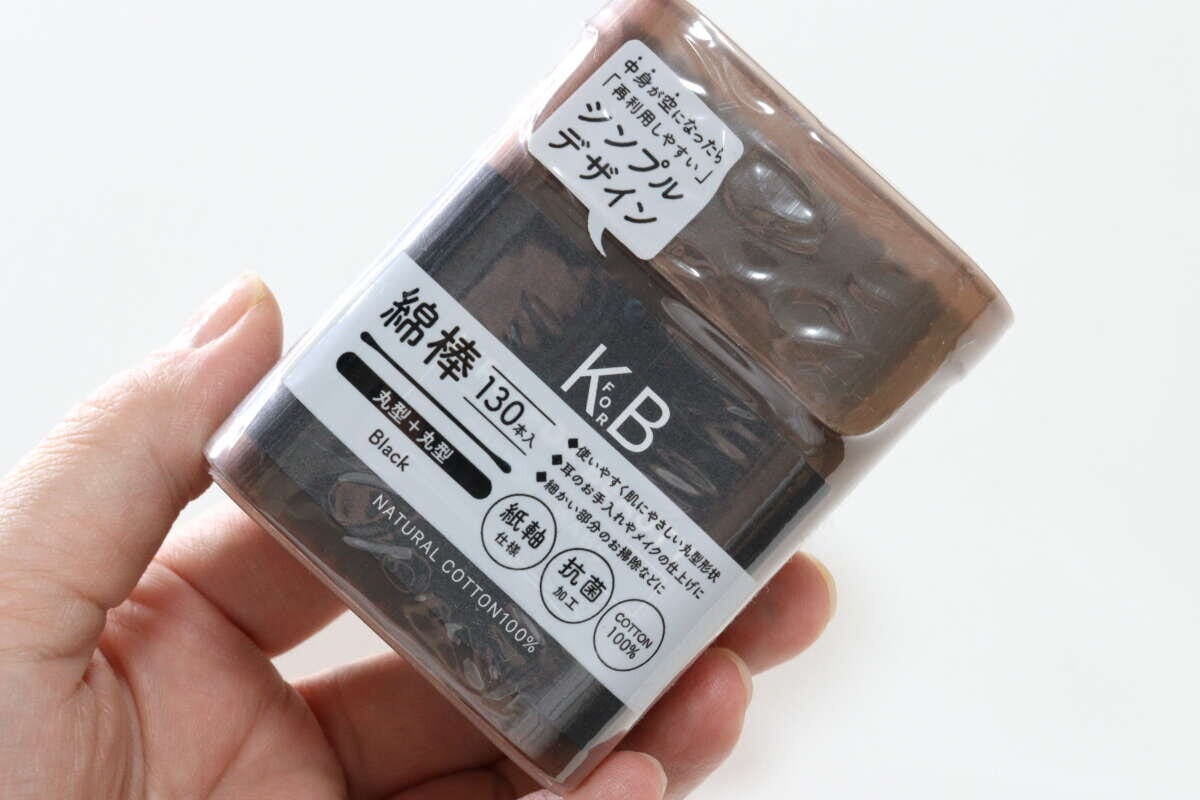 中身が空になったら
「再利用しやすい」
シンプル
デザイン
K FOR B
綿棒 130本入
丸型+丸型
Black
◆使いやすく肌にやさしい丸型形状
◆耳のお手入れやメイクの仕上げに
◆細かい部分のお掃除などに
紙軸
仕様
抗菌
加工
COTTON
100%
NATURAL COTTON100%